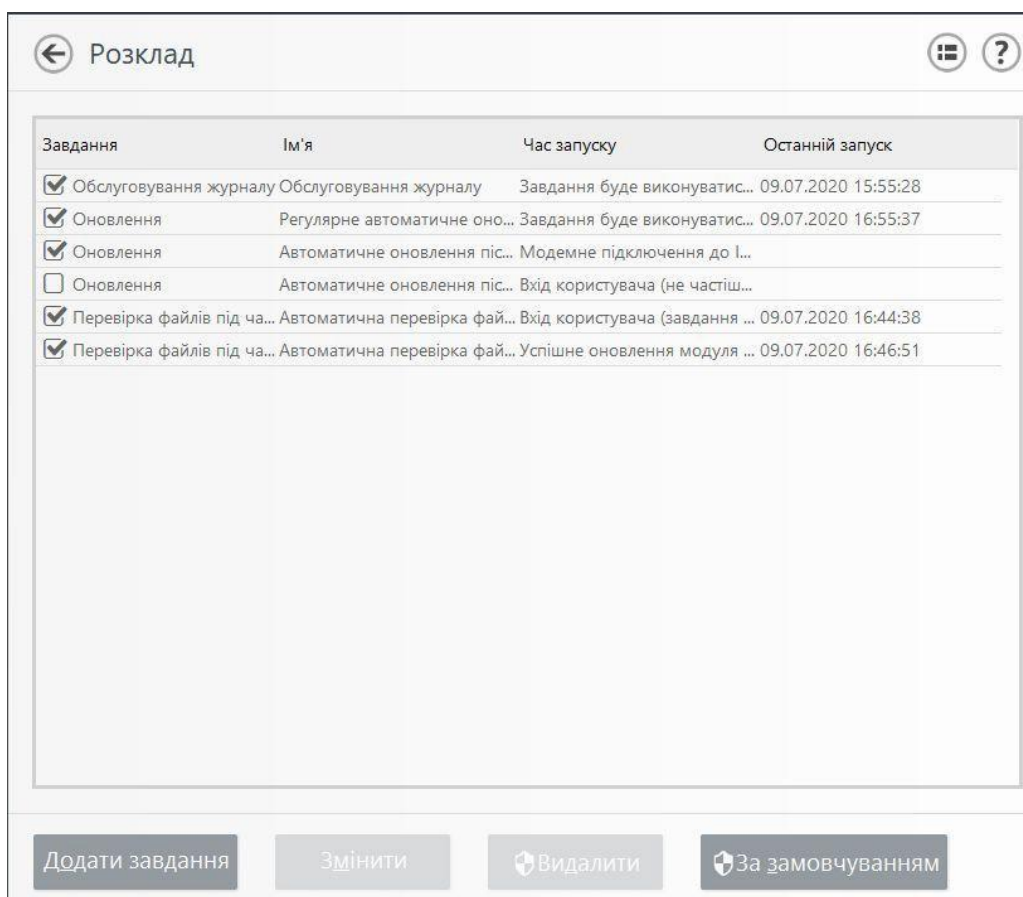 Розклад
?
Завдання Ім'я Час запуску Останній запуск
Обслуговування журналу Обслуговування журналу Завдання буде виконуватис... 09.07.2020 15:55:28
Оновлення Регулярне автоматичне оно... Завдання буде виконуватис... 09.07.2020 16:55:37
Оновлення Автоматичне оновлення піс... Модемне підключення до І...
Оновлення Автоматичне оновлення піс... Вхід користувача (не частіш...
Перевірка файлів під ча... Автоматична перевірка фай... Вхід користувача (завдання ... 09.07.2020 16:44:38
Перевірка файлів під ча... Автоматична перевірка фай... Успішне оновлення модуля ... 09.07.2020 16:46:51
Додати завдання Змінити Видалити За замовчуванням